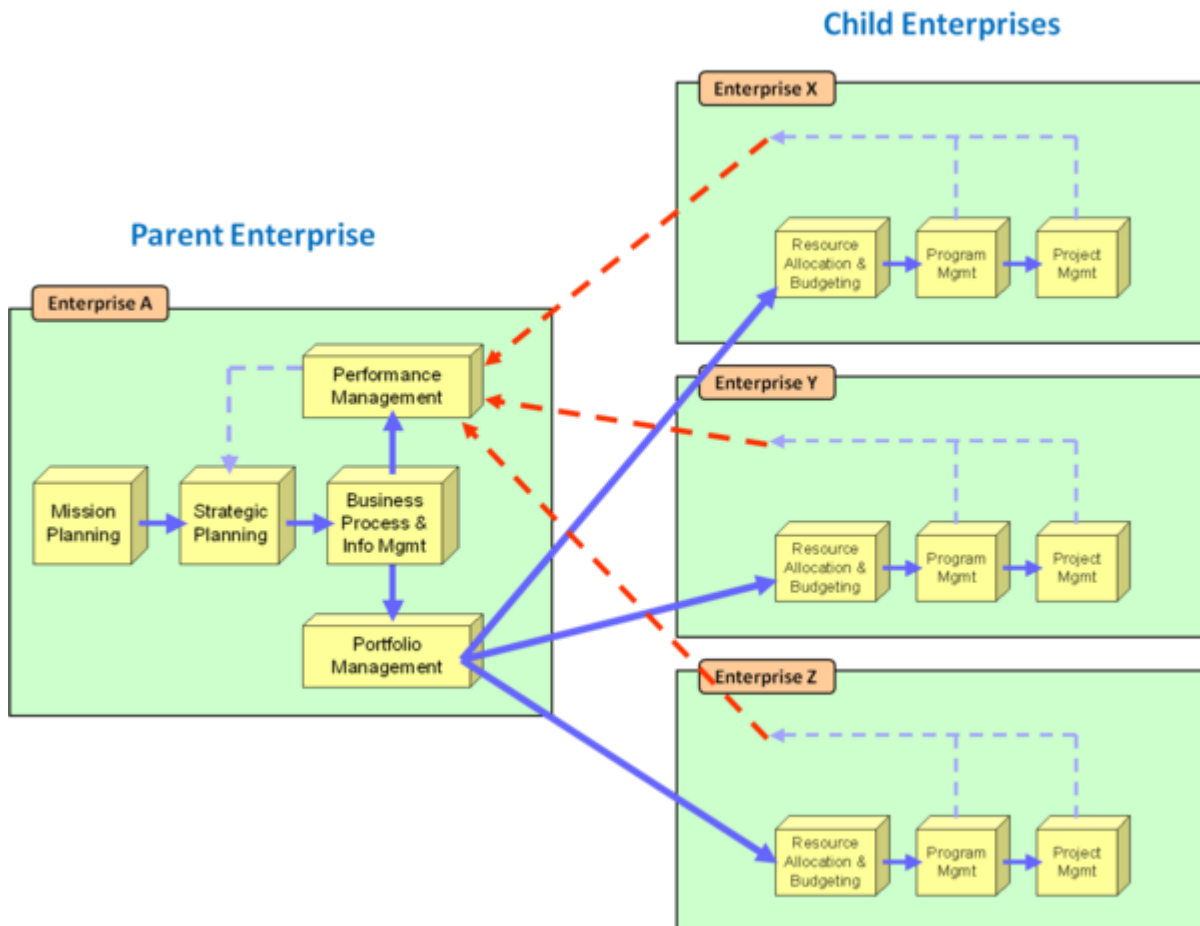 Child Enterprises
Enterprise X
Resource
Allocation &
Budgeting
Program
Mgmt
Project
Mgmt
Parent Enterprise
Enterprise A
Performance
Management
Mission
Planning
Strategic
Planning
Business
Process &
Info Mgmt
Portfolio
Management
Enterprise Y
Resource
Allocation &
Budgeting
Program
Mgmt
Project
Mgmt
Enterprise Z
Resource
Allocation &
Budgeting
Program
Mgmt
Project
Mgmt